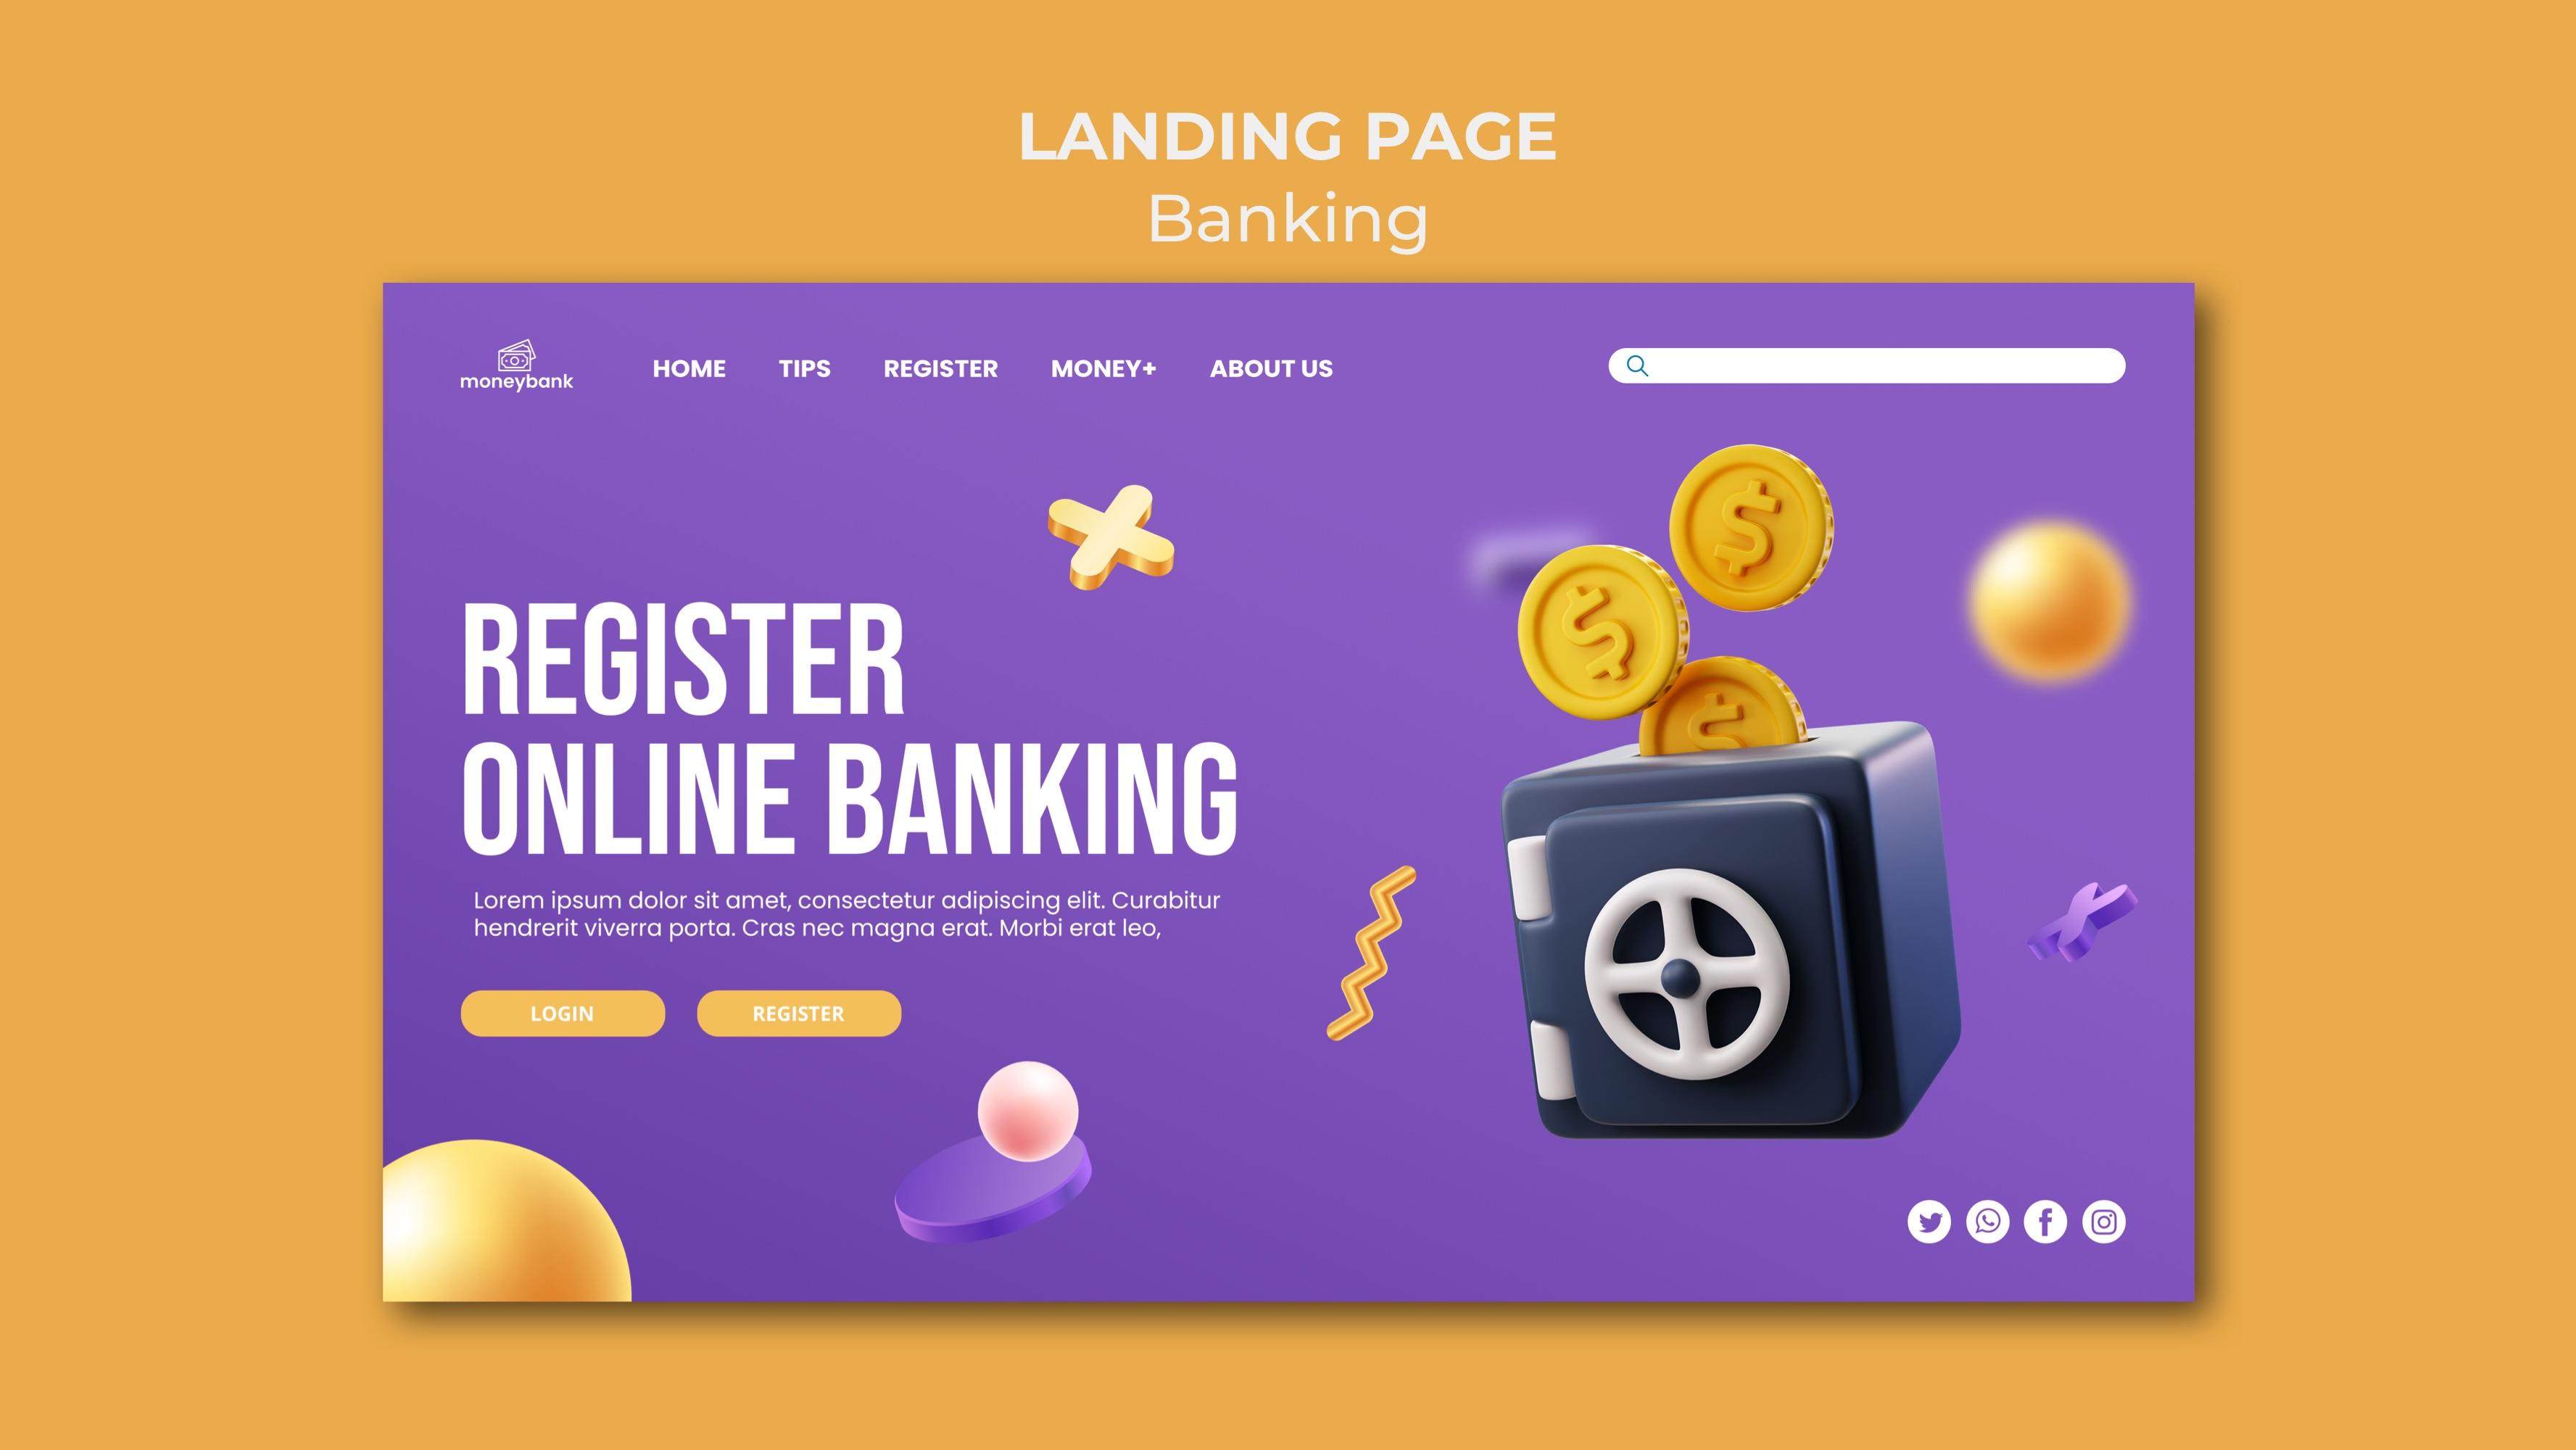 LANDING PAGE
Banking
moneybank
HOME TIPS REGISTER MONEY+ ABOUT US
REGISTER
ONLINE BANKING
Lorem ipsum dolor sit amet, consectetur adipiscing elit. Curabitur
hendrerit viverra porta. Cras nec magna erat. Morbi erat leo,
LOGIN REGISTER